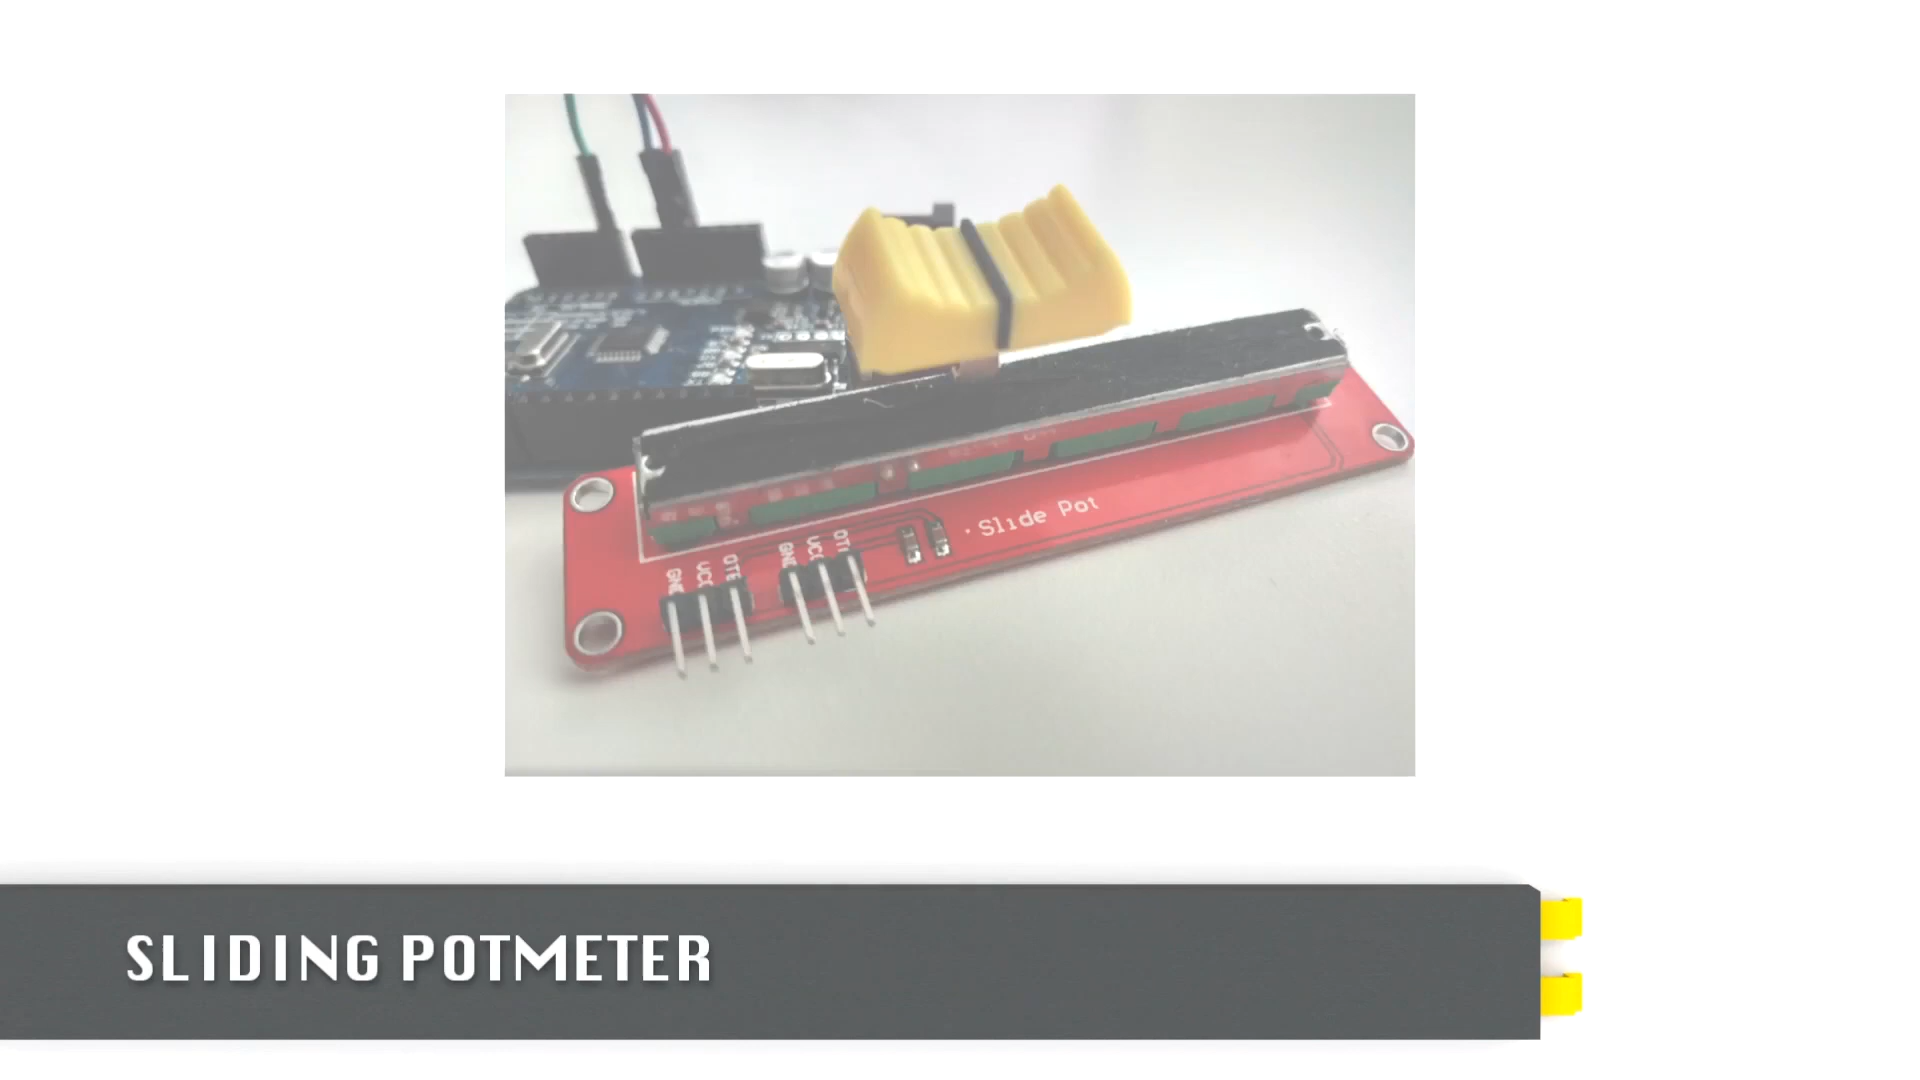 · Slide Pot
GND VCC OTB GND VCC OTA
SLIDING POTMETER